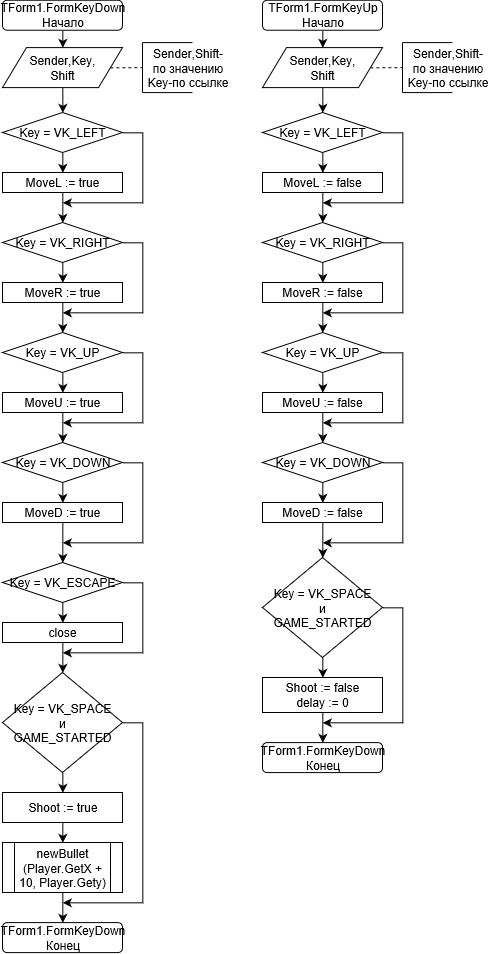 TForm1.FormKeyDown
Начало
Sender,Key,
Shift
Sender,Shift-
по значению
Key-по ссылке
Key = VK_LEFT
MoveL := true
Key = VK_RIGHT
MoveR := true
Key = VK_UP
MoveU := true
Key = VK_DOWN
MoveD := true
Key = VK_ESCAPE
close
Key = VK_SPACE
и
GAME_STARTED
Shoot := true
newBullet
(Player.GetX +
10, Player.Gety)
TForm1.FormKeyDown
Конец
TForm1.FormKeyUp
Начало
Sender,Key,
Shift
Sender,Shift-
по значению
Key-по ссылке
Key = VK_LEFT
MoveL := false
Key = VK_RIGHT
MoveR := false
Key = VK_UP
MoveU := false
Key = VK_DOWN
MoveD := false
Key = VK_SPACE
и
GAME_STARTED
Shoot := false
delay := 0
TForm1.FormKeyDown
Конец